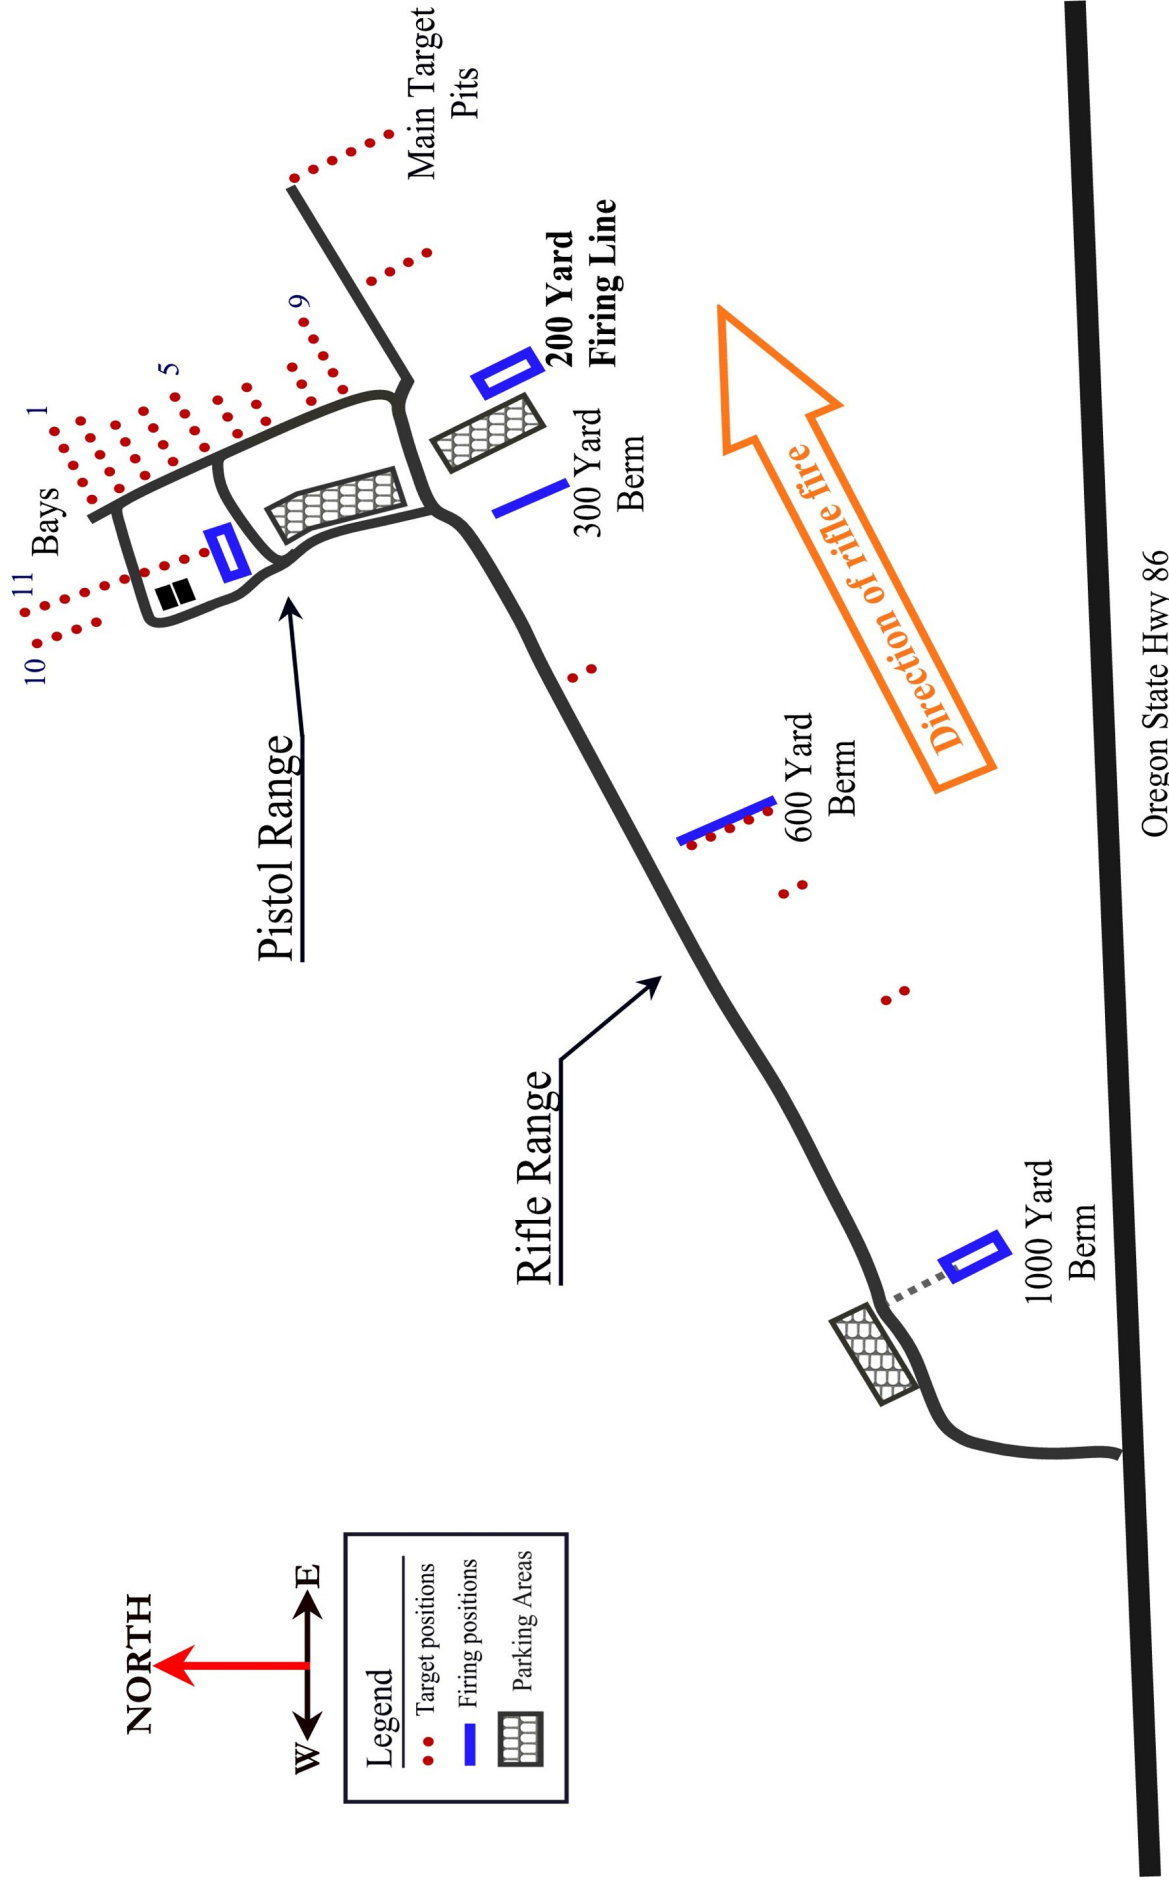 NORTH
W
E
Legend
Target positions
Firing positions
Parking Areas
10
11
Bays
1
5
9
Pistol Range
Main Target
Pits
200 Yard
Firing Line
300 Yard
Berm
Rifle Range
600 Yard
Berm
Direction of rifle fire
1000 Yard
Berm
Oregon State Hwy 86